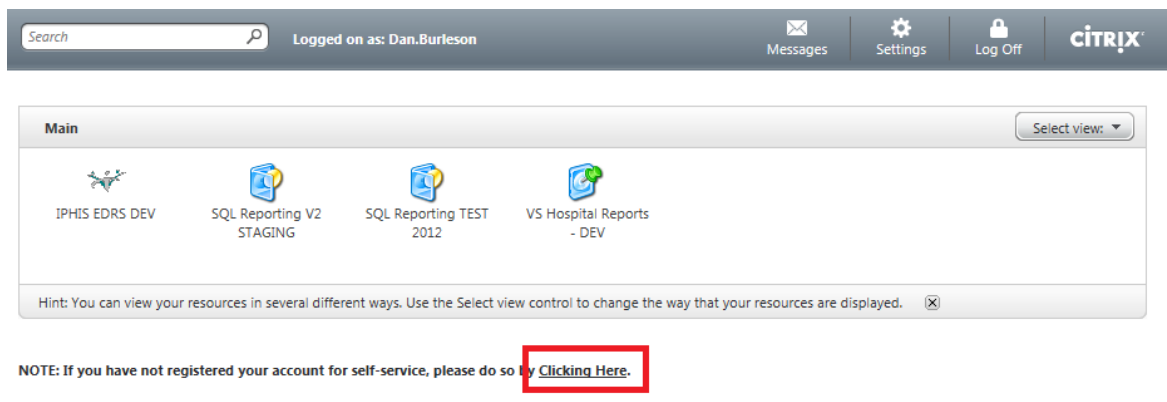 Search
Logged on as: Dan.Burleson
Messages
Settings
Log Off
CITRIX
Main
Select view:
IPHIS EDRS DEV
SQL Reporting V2
STAGING
SQL Reporting TEST
2012
VS Hospital Reports
- DEV
Hint: You can view your resources in several different ways. Use the Select view control to change the way that your resources are displayed.
NOTE: If you have not registered your account for self-service, please do so by Clicking Here.